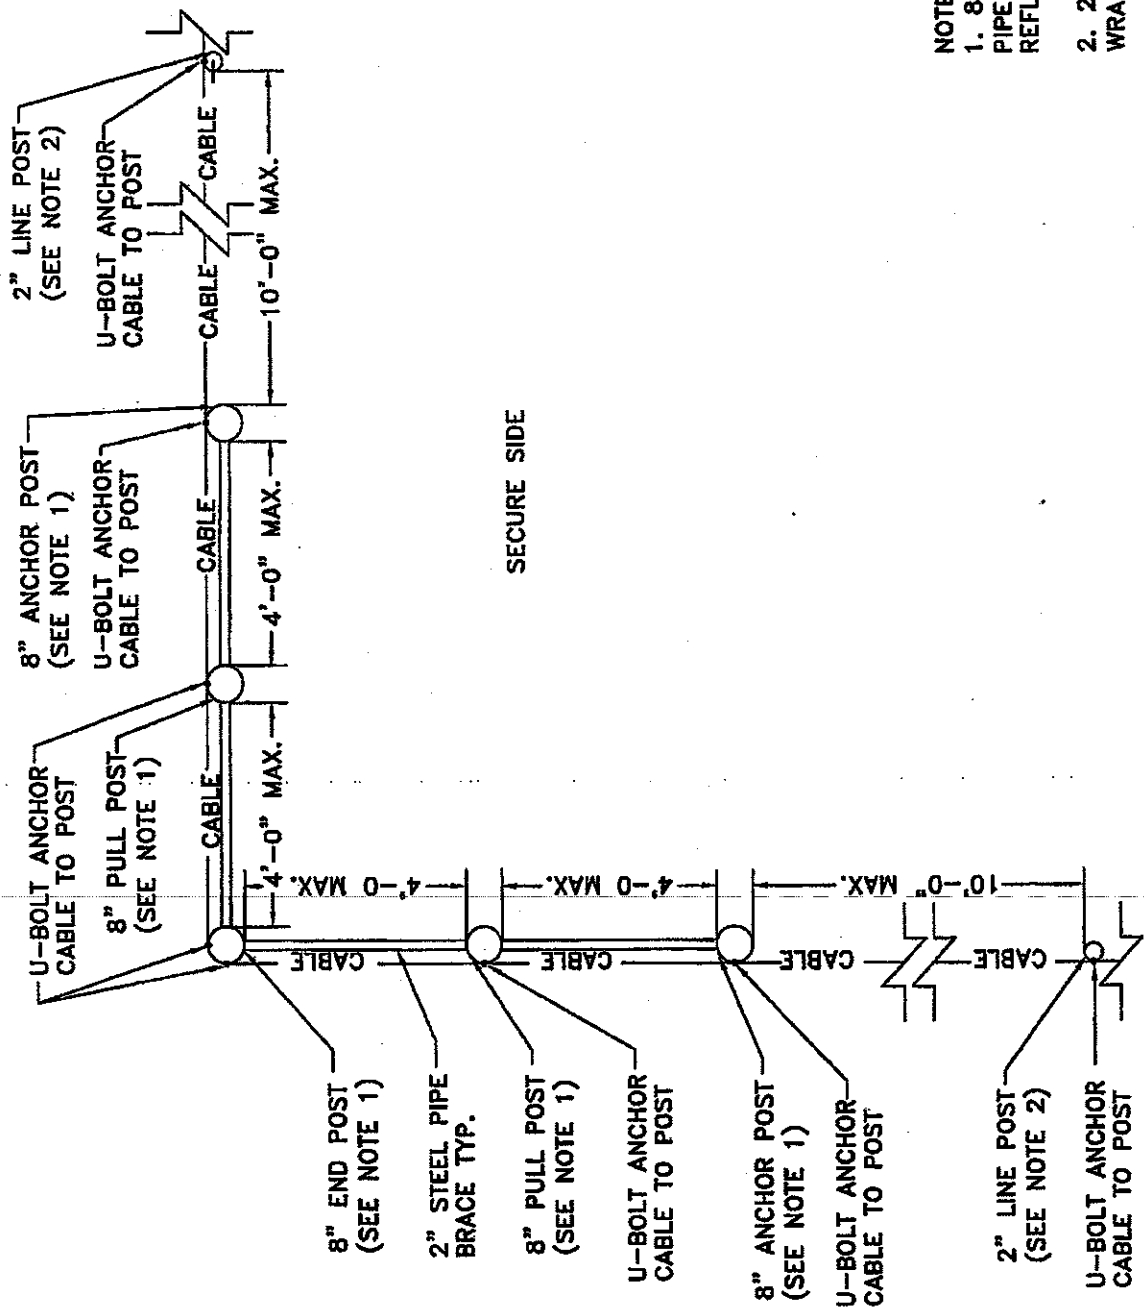 2" LINE POST
(SEE NOTE 2)
U-BOLT ANCHOR
CABLE TO POST
8" ANCHOR POST
(SEE NOTE 1)
U-BOLT ANCHOR
CABLE TO POST
U-BOLT ANCHOR
CABLE TO POST
8" PULL POST
(SEE NOTE 1)
CABLE
CABLE
CABLE
CABLE
4'-0" MAX.
4'-0" MAX.
10'-0" MAX.
NOTE
1. 8
PIPE
REFL
2. 2
WRA
SECURE SIDE
4'-0 MAX.
4'-0 MAX.
10'-0" MAX.
CABLE
CABLE
CABLE
CABLE
8" END POST
(SEE NOTE 1)
2" STEEL PIPE
BRACE TYP.
8" PULL POST
(SEE NOTE 1)
U-BOLT ANCHOR
CABLE TO POST
8" ANCHOR POST
(SEE NOTE 1)
U-BOLT ANCHOR
CABLE TO POST
2" LINE POST
(SEE NOTE 2)
U-BOLT ANCHOR
CABLE TO POST